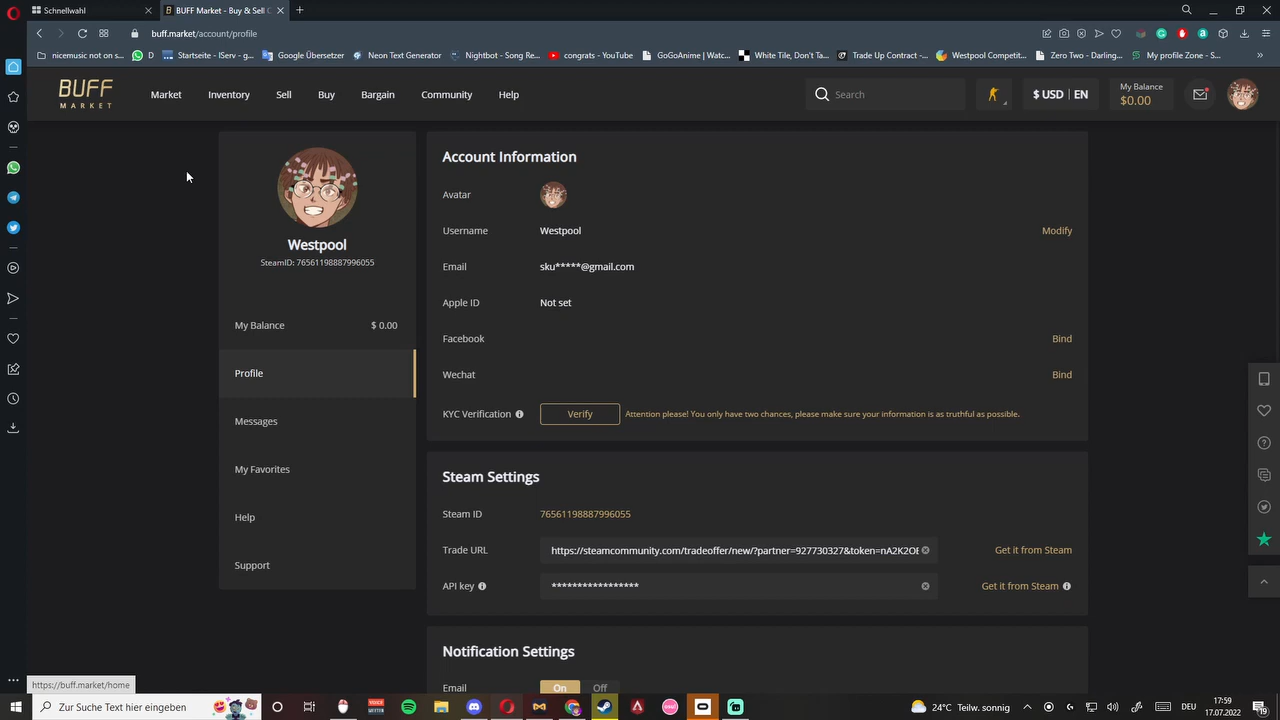 Schnellwahl
BUFF Market - Buy & Sell C
buff.market/account/profile
D
Startseite - IServ - g...
Google Übersetzer
Neon Text Generator
Nightbot - Song Re...
congrats - YouTube
GoGoAnime | Watc...
White Tile, Don't Ta...
Trade Up Contract -...
Westpool Competit...
Zero Two - Darling...
My profile Zone - S...
BUFF
MARKET
Market
Inventory
Sell
Buy
Bargain
Community
Help
Search
$ USD | EN
My Balance
$0.00
Westpool
SteamID: 76561198887996055
My Balance
$ 0.00
Profile
Messages
My Favorites
Help
Support
Account Information
Avatar
Username
Westpool
Modify
Email
sku*****@gmail.com
Apple ID
Not set
Facebook
Bind
Wechat
Bind
KYC Verification
Verify
Attention please! You only have two chances, please make sure your information is as truthful as possible.
Steam Settings
Steam ID
76561198887996055
Trade URL
https://steamcommunity.com/tradeoffer/new/?partner=927730327&token=nA2K2OE
Get it from Steam
API key
*****************
Get it from Steam
Notification Settings
Email
On
Off
https://buff.market/home
Zur Suche Text hier eingeben
24°C Teilw. sonnig
DEU
17:59
17.07.2022